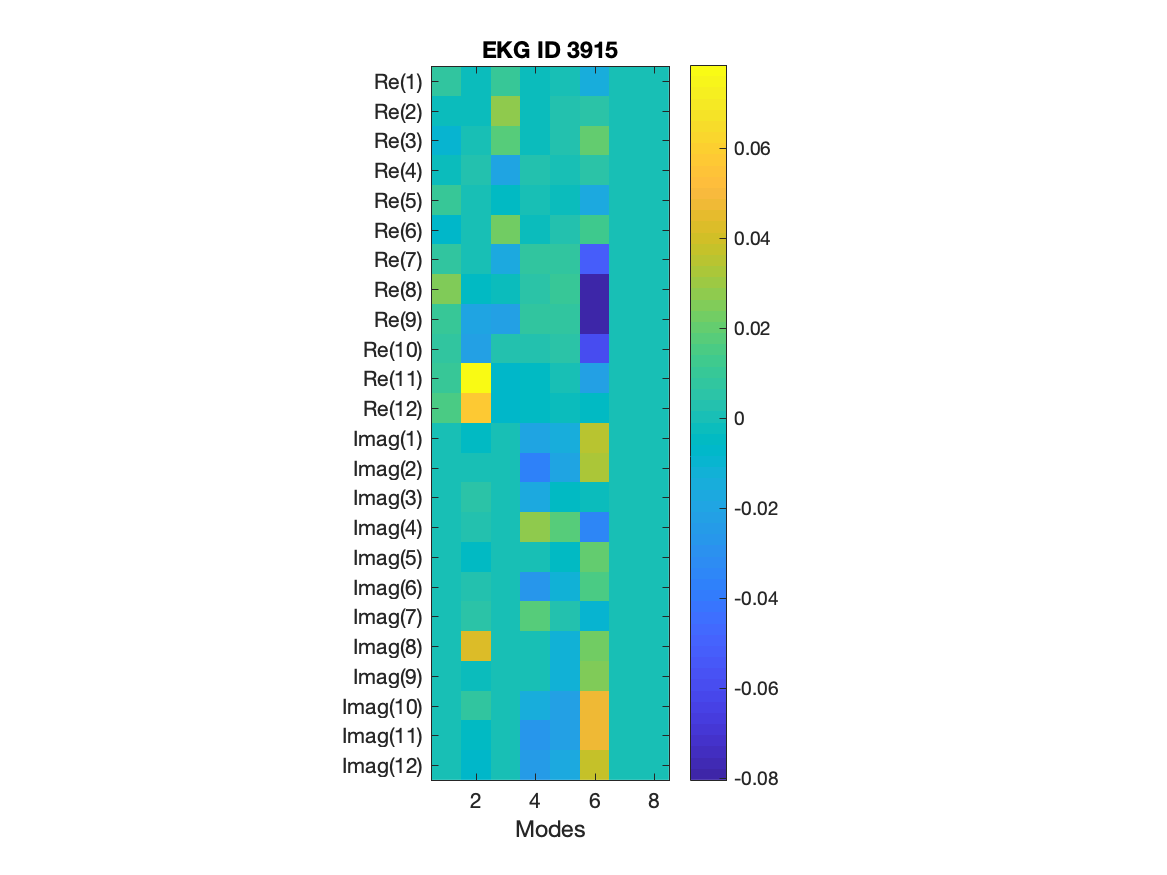 EKG ID 3915
Re(1)
Re(2)
Re(3)
Re(4)
Re(5)
Re(6)
Re(7)
Re(8)
Re(9)
Re(10)
Re(11)
Re(12)
Imag(1)
Imag(2)
Imag(3)
Imag(4)
Imag(5)
Imag(6)
Imag(7)
Imag(8)
Imag(9)
Imag(10)
Imag(11)
Imag(12)
2 4 6 8
Modes
0.06
0.04
0.02
0
-0.02
-0.04
-0.06
-0.08